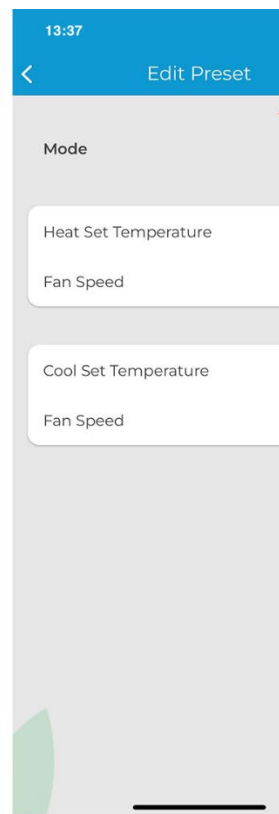 13:37
Edit Preset
Mode
Heat Set Temperature
Fan Speed
Cool Set Temperature
Fan Speed